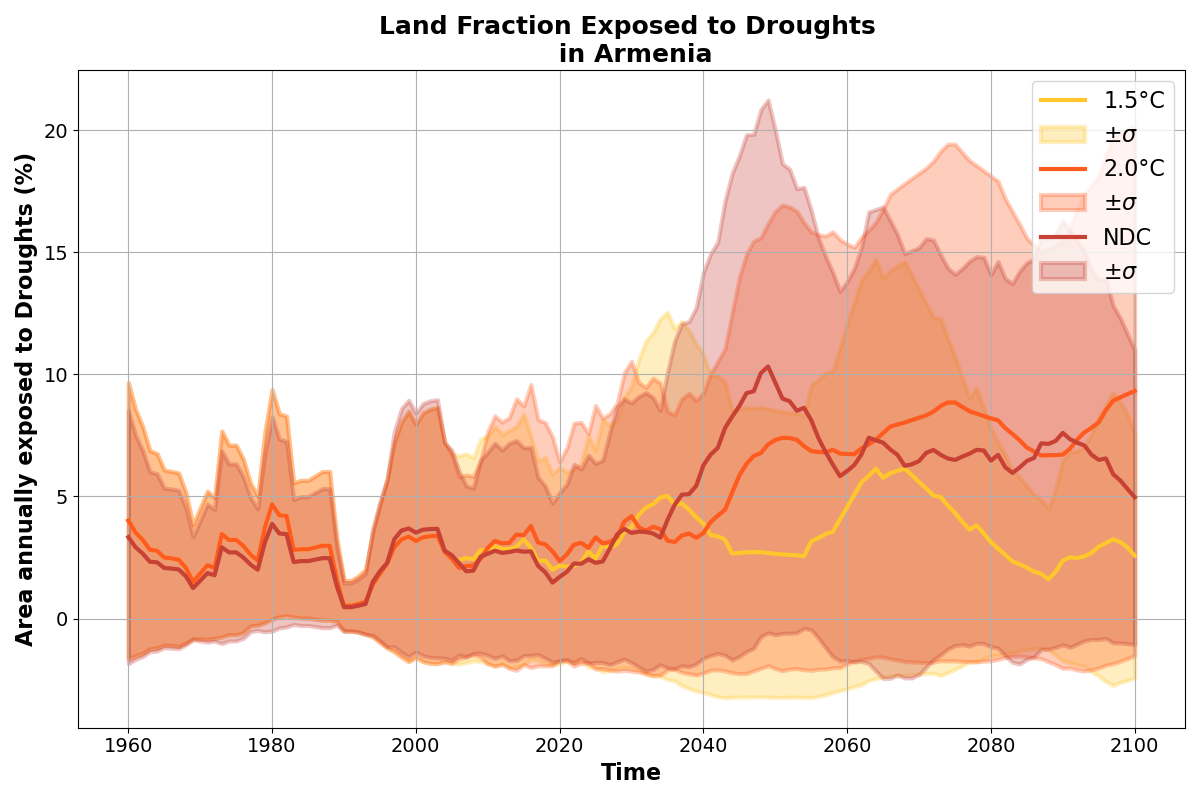 Land Fraction Exposed to Droughts
in Armenia
Area annually exposed to Droughts (%)
20
15
10
5
0
1.5°C
±σ
2.0°C
±σ
NDC
±σ
1960 1980 2000 2020 2040 2060 2080 2100
Time